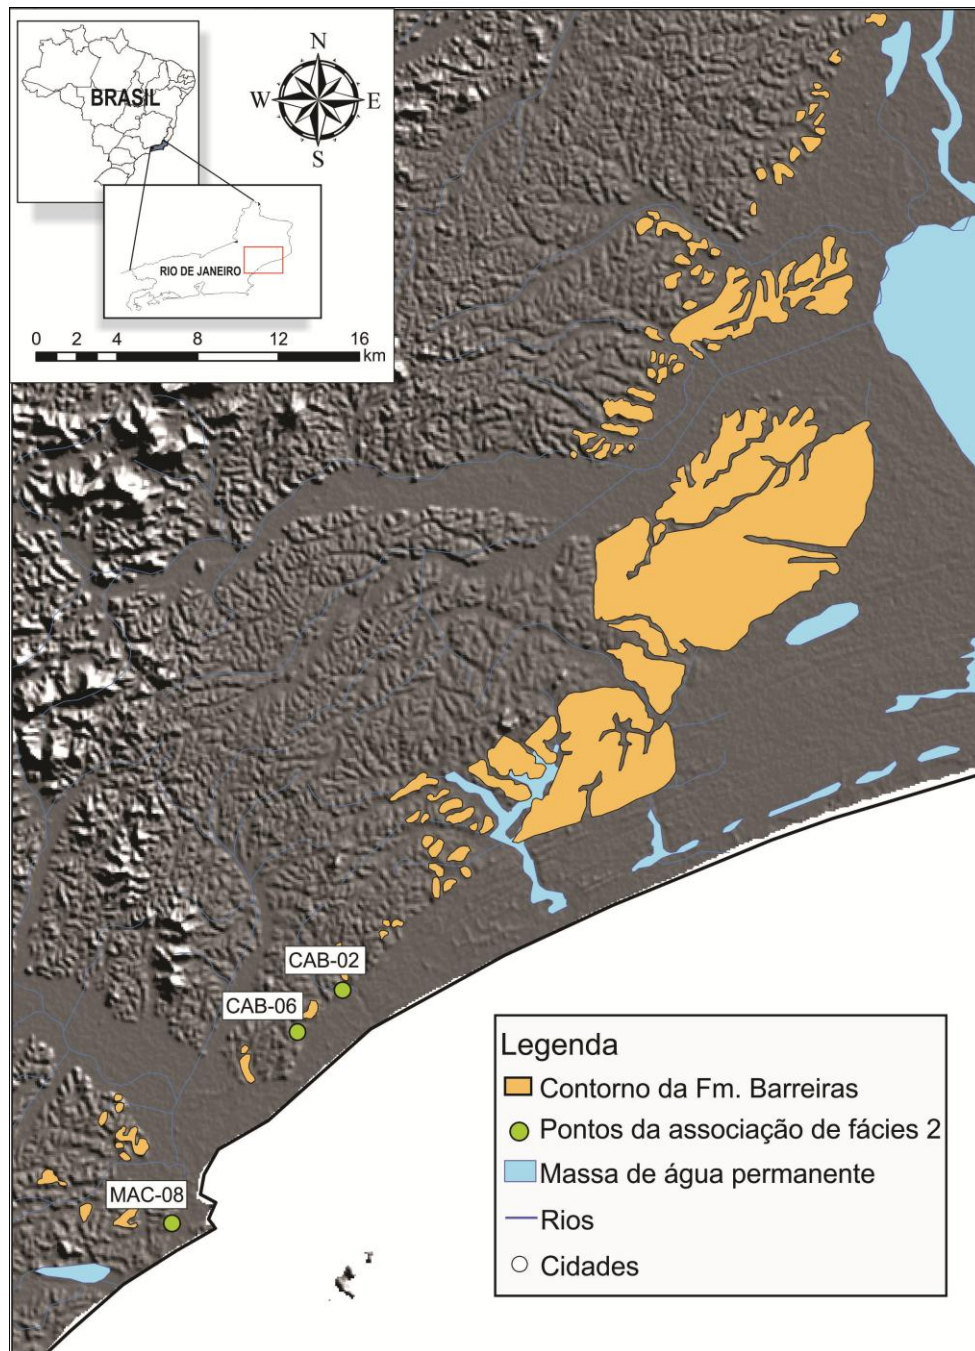 BRASIL
RIO DE JANEIRO
N
W E
S
0 2 4 8 12 16
km
CAB-02
CAB-06
MAC-08
Legenda
Contorno da Fm. Barreiras
Pontos da associação de fácies 2
Massa de água permanente
Rios
Cidades